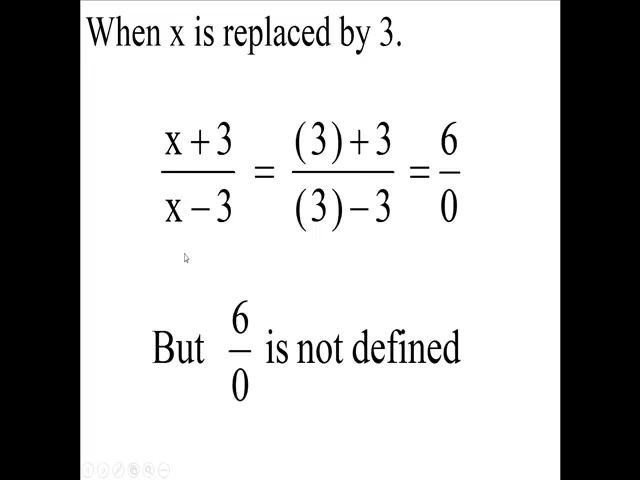 When x is replaced by 3.
x + 3 / x − 3 = (3) + 3 / (3) − 3 = 6 / 0
But 6 / 0 is not defined